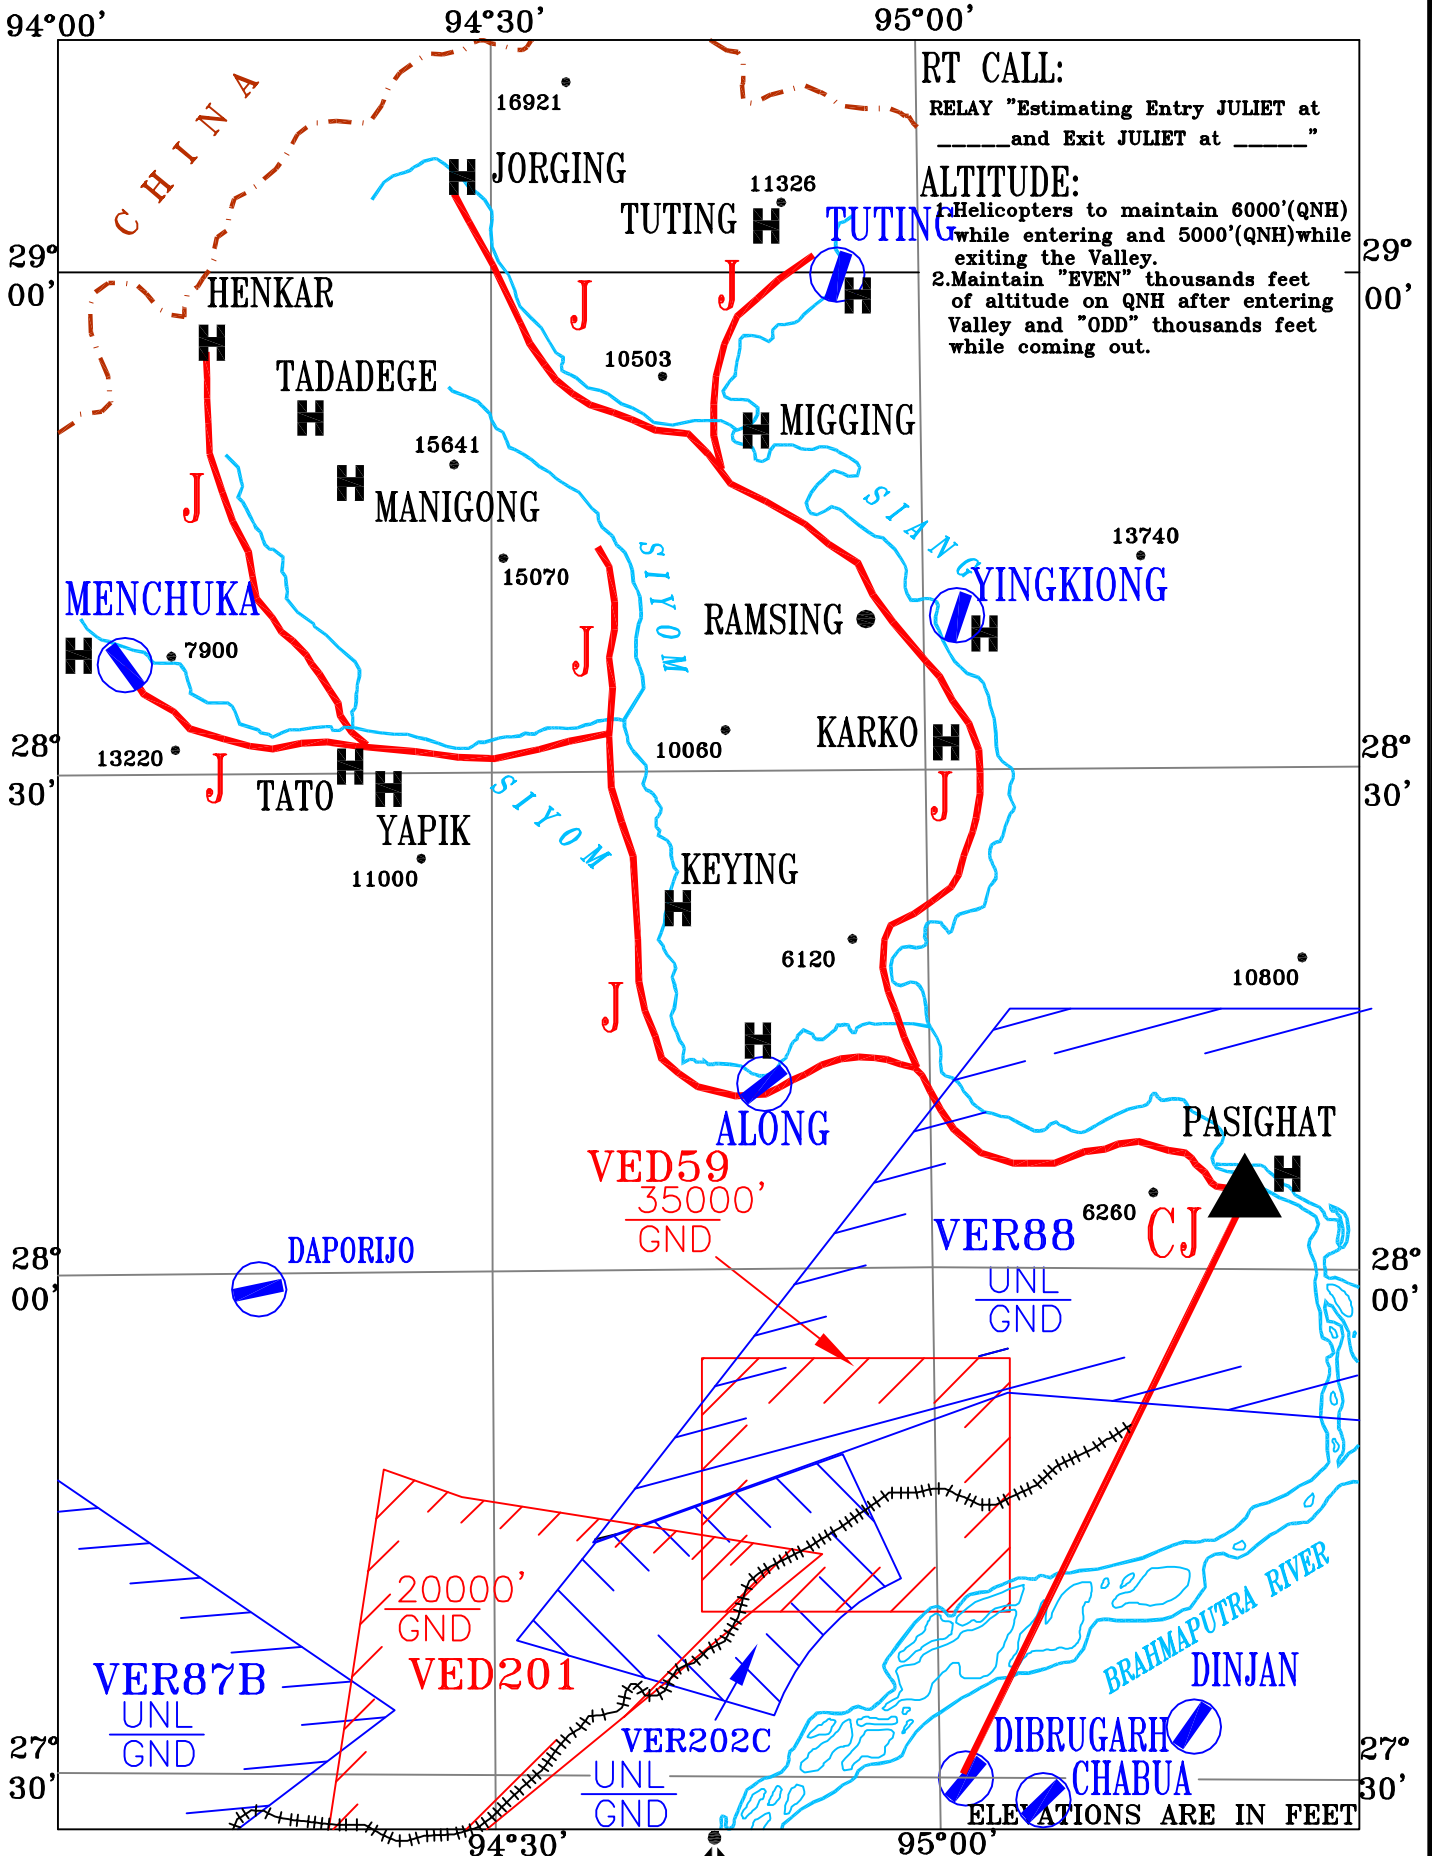 94°00' 94°30' 95°00'
RT CALL:
RELAY "Estimating Entry JULIET at
_____and Exit JULIET at _____"
ALTITUDE:
1.Helicopters to maintain 6000'(QNH)
while entering and 5000'(QNH)while
exiting the Valley.
2.Maintain "EVEN" thousands feet
of altitude on QNH after entering
Valley and "ODD" thousands feet
while coming out.
CHINA
16921
JORGING
11326
TUTING
TUTING
29°
00'
29°
00'
HENKAR
J
J
10503
TADADEGE
MIGGING
15641
MANIGONG
J
SIANG
13740
15070
SIYOM
YINGKIONG
MENCHUKA
RAMSING
7900
J
KARKO
28°
30'
28°
30'
13220
10060
J
J
TATO
SIYOM
YAPIK
11000
KEYING
6120
10800
J
ALONG
PASIGHAT
VED59
35000'
GND
6260
CJ
VER88
UNL
GND
28°
00'
28°
00'
DAPORIJO
20000'
GND
VED201
BRAHMAPUTRA RIVER
VER87B
UNL
GND
DINJAN
VER202C
UNL
GND
DIBRUGARH
CHABUA
27°
30'
27°
30'
ELEVATIONS ARE IN FEET
94°30' 95°00'